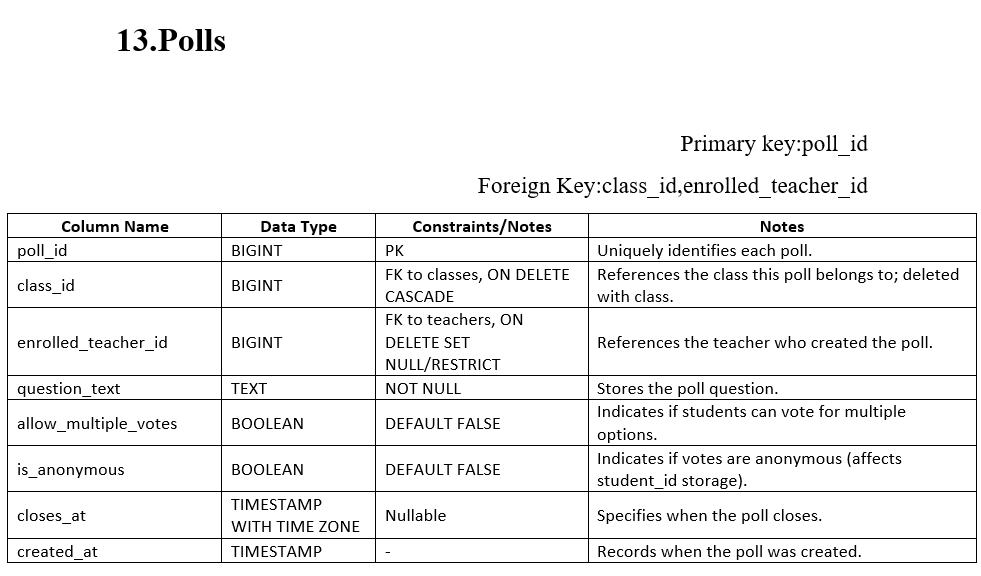 13.Polls
Primary key:poll_id
Foreign Key:class_id,enrolled_teacher_id
Column Name Data Type Constraints/Notes Notes
poll_id BIGINT PK Uniquely identifies each poll.
class_id BIGINT FK to classes, ON DELETE CASCADE References the class this poll belongs to; deleted with class.
enrolled_teacher_id BIGINT FK to teachers, ON DELETE SET NULL/RESTRICT References the teacher who created the poll.
question_text TEXT NOT NULL Stores the poll question.
allow_multiple_votes BOOLEAN DEFAULT FALSE Indicates if students can vote for multiple options.
is_anonymous BOOLEAN DEFAULT FALSE Indicates if votes are anonymous (affects student_id storage).
closes_at TIMESTAMP WITH TIME ZONE Nullable Specifies when the poll closes.
created_at TIMESTAMP - Records when the poll was created.